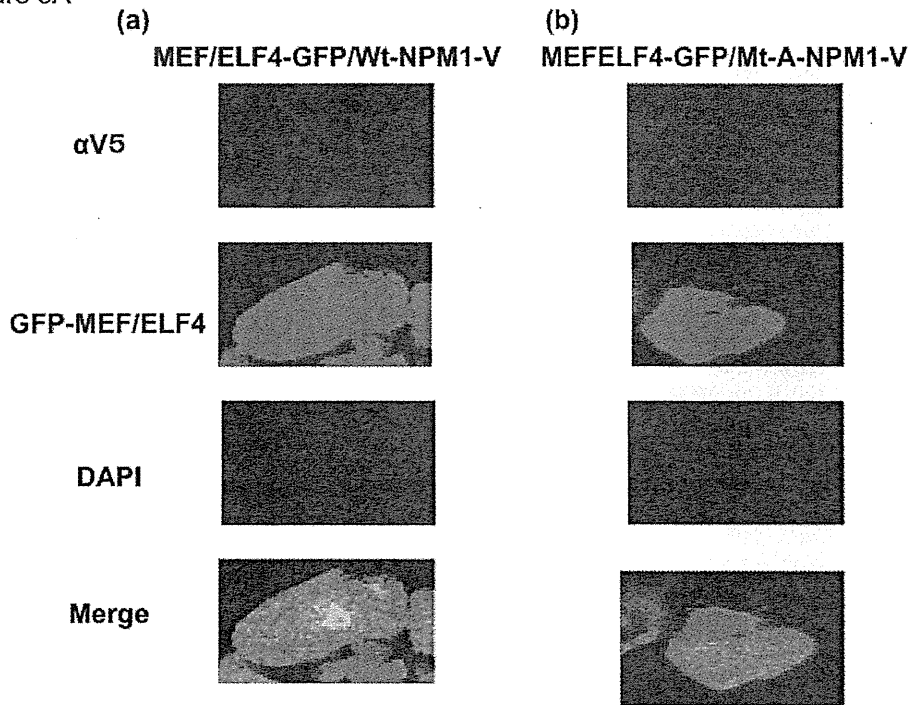 (a) (b)
MEF/ELF4-GFP/Wt-NPM1-V MEFELF4-GFP/Mt-A-NPM1-V
αV5
GFP-MEF/ELF4
DAPI
Merge